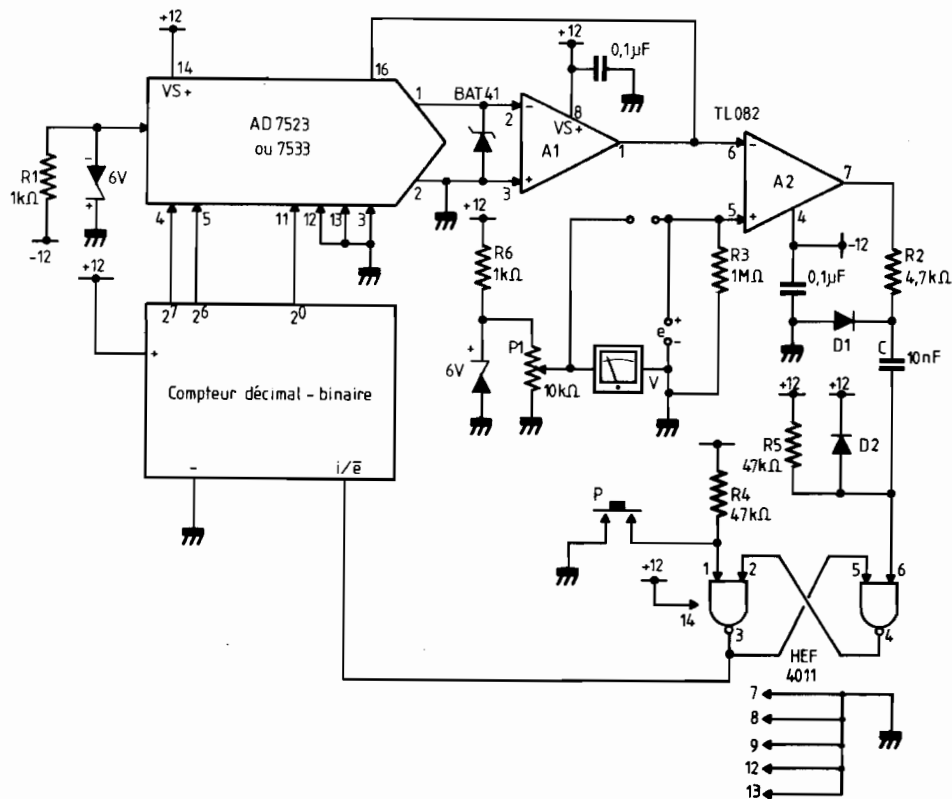 +12
14
VS+
16
AD 7523
ou 7533
1
2
4
5
11
12
13
3
R1
1kΩ
-12
-
6V
+
BAT41
2
3
-
+
A1
VS+
8
1
+12
0,1µF
TL082
6
5
-
+
A2
7
4
-12
0,1µF
R2
4,7kΩ
D1
C
10nF
+12
R6
1kΩ
+
6V
P1
10kΩ
V
e
+
-
R3
1MΩ
+12
+
2⁷
2⁶
2⁰
Compteur décimal - binaire
-
i/e̅
+12
R5
47kΩ
+12
D2
R4
47kΩ
P
+12
14
1
2
3
5
6
4
HEF
4011
7
8
9
12
13